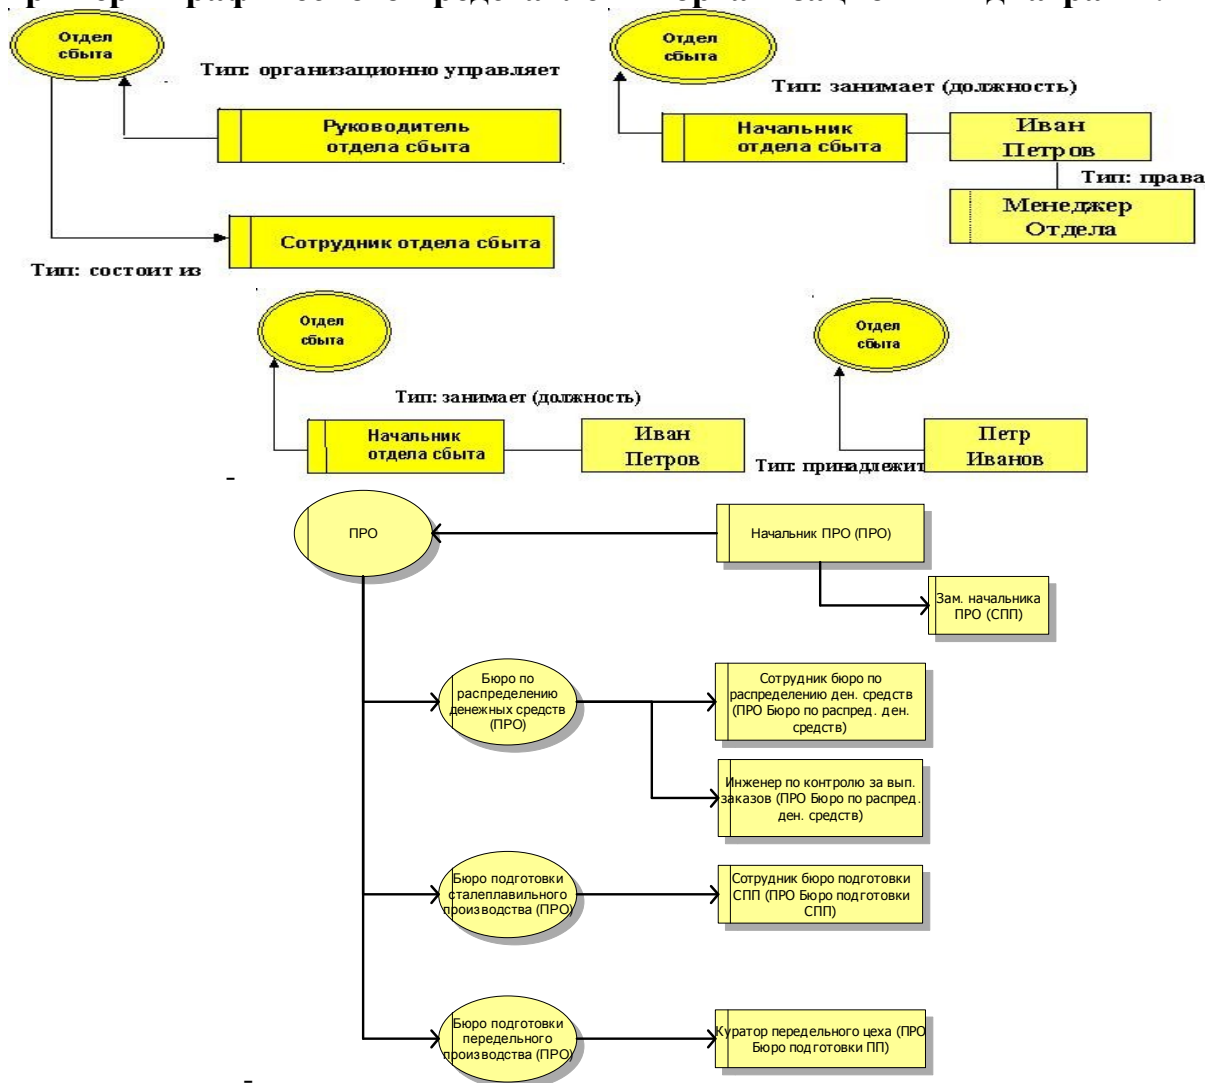 Отдел
сбыта
Тип: организационно управляет
Руководитель
отдела сбыта
Сотрудник отдела сбыта
Тип: состоит из
Отдел
сбыта
Тип: занимает (должность)
Начальник
отдела сбыта
Иван
Петров
Тип: права
Менеджер
Отдела
Отдел
сбыта
Тип: занимает (должность)
Начальник
отдела сбыта
Иван
Петров
Отдел
сбыта
Тип: принадлежит
Петр
Иванов
ПРО
Начальник ПРО (ПРО)
Зам. начальника
ПРО (СПП)
Бюро по
распределению
денежных средств
(ПРО)
Сотрудник бюро по
распределению ден. средств
(ПРО Бюро по распред. ден.
средств)
Инженер по контролю за вып.
заказов (ПРО Бюро по распред.
ден. средств)
Бюро подготовки
сталеплавильного
производства (ПРО)
Сотрудник бюро подготовки
СПП (ПРО Бюро подготовки
СПП)
Бюро подготовки
передельного
производства (ПРО)
Куратор передельного цеха (ПРО
Бюро подготовки ПП)